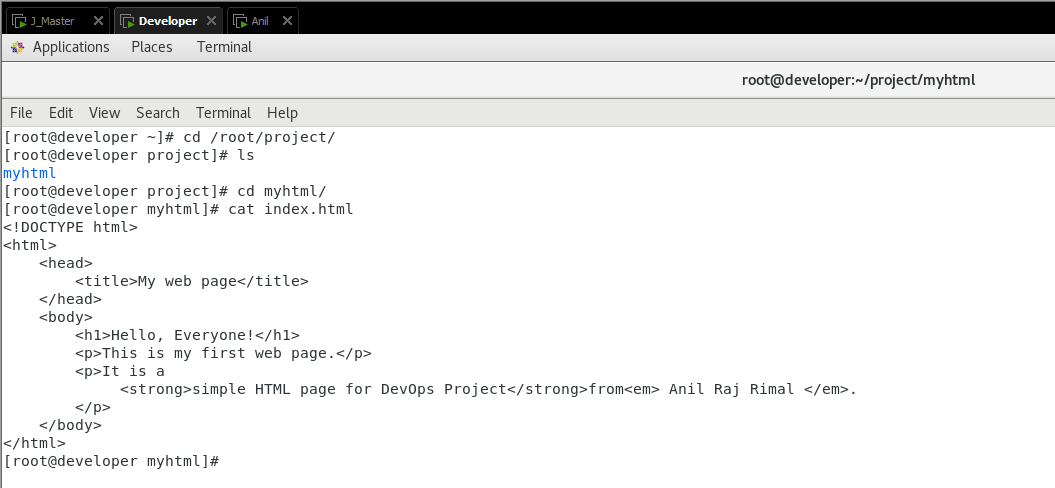 J_Master Developer Anil
Applications Places Terminal
root@developer:~/project/myhtml
File Edit View Search Terminal Help
[root@developer ~]# cd /root/project/
[root@developer project]# ls
myhtml
[root@developer project]# cd myhtml/
[root@developer myhtml]# cat index.html
<!DOCTYPE html>
<html>
    <head>
        <title>My web page</title>
    </head>
    <body>
        <h1>Hello, Everyone!</h1>
        <p>This is my first web page.</p>
        <p>It is a
             <strong>simple HTML page for DevOps Project</strong>from<em> Anil Raj Rimal </em>.
        </p>
    </body>
</html>
[root@developer myhtml]#